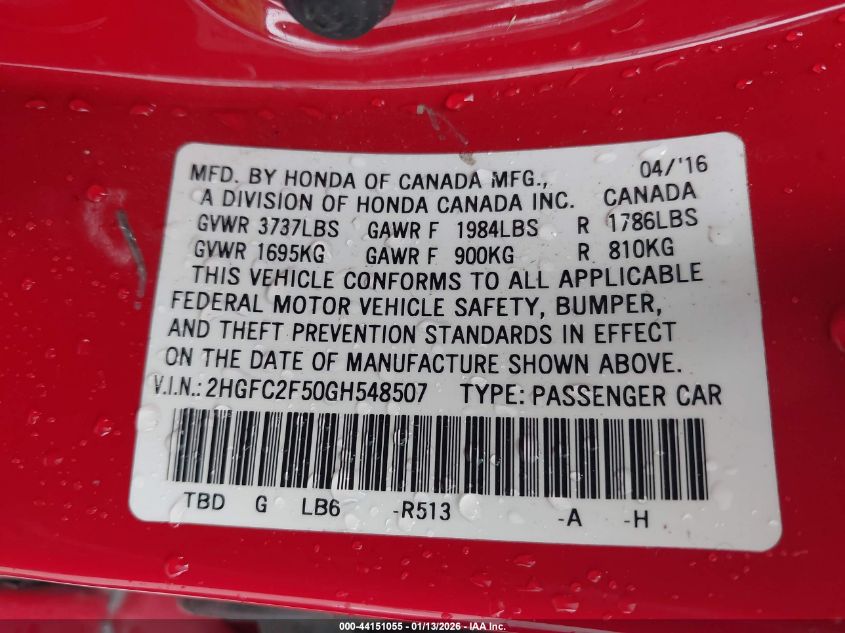 MFD. BY HONDA OF CANADA MFG., 04/'16
A DIVISION OF HONDA CANADA INC. CANADA
GVWR 3737LBS GAWR F 1984LBS R 1786LBS
GVWR 1695KG GAWR F 900KG R 810KG
THIS VEHICLE CONFORMS TO ALL APPLICABLE
FEDERAL MOTOR VEHICLE SAFETY, BUMPER,
AND THEFT PREVENTION STANDARDS IN EFFECT
ON THE DATE OF MANUFACTURE SHOWN ABOVE.
V.I.N.: 2HGFC2F50GH548507 TYPE: PASSENGER CAR
TBD G LB6 -R513 -A -H
000-44151055 - 01/13/2026 - IAA Inc.